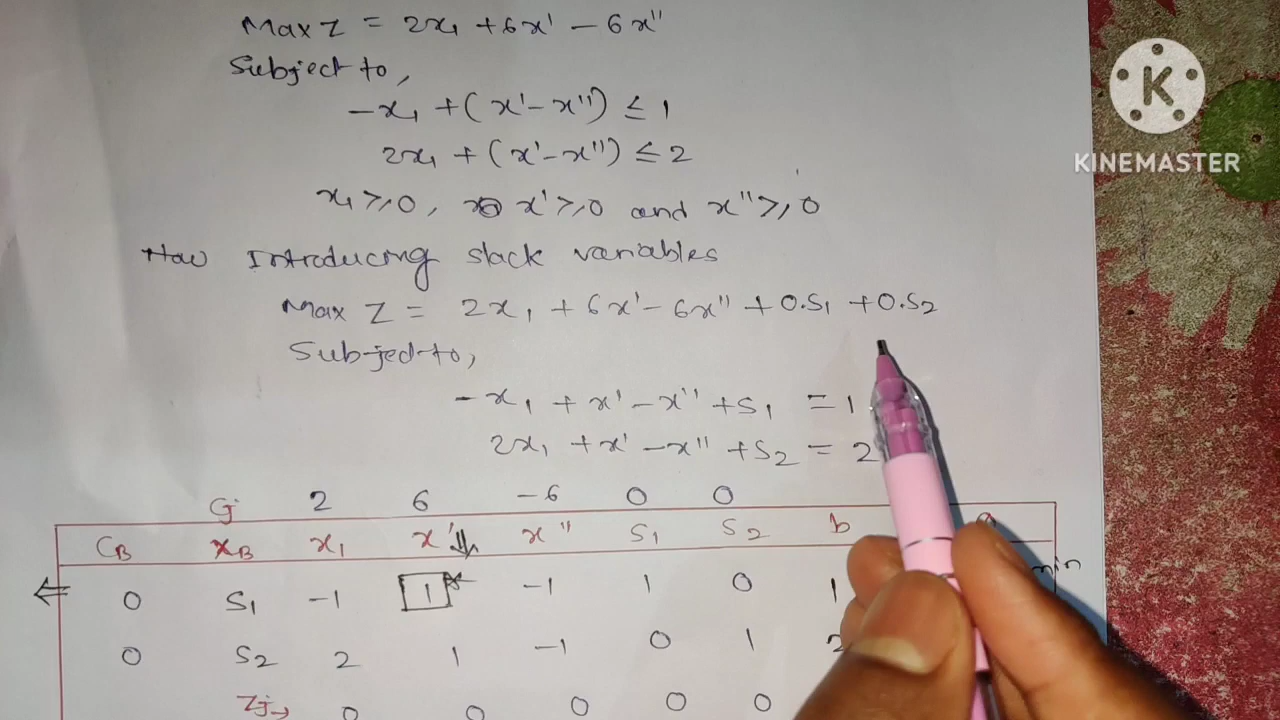 Max Z = 2x₁ + 6x' - 6x''
Subject to,
-x₁ + (x' - x'') ≤ 1
2x₁ + (x' - x'') ≤ 2
x₁ ≥ 0, x' ≥ 0 and x'' ≥ 0
Now Introducing slack variables
Max Z = 2x₁ + 6x' - 6x'' + 0.S₁ + 0.S₂
Subject to,
-x₁ + x' - x'' + S₁ = 1
2x₁ + x' - x'' + S₂ = 2
Cj 2 6 -6 0 0
CB XB x₁ x' x'' S₁ S₂ b
0 S₁ -1 1 -1 1 0 1 min
0 S₂ 2 1 -1 0 1 2
Zj→ 0 0 0 0 0
K
KINEMASTER